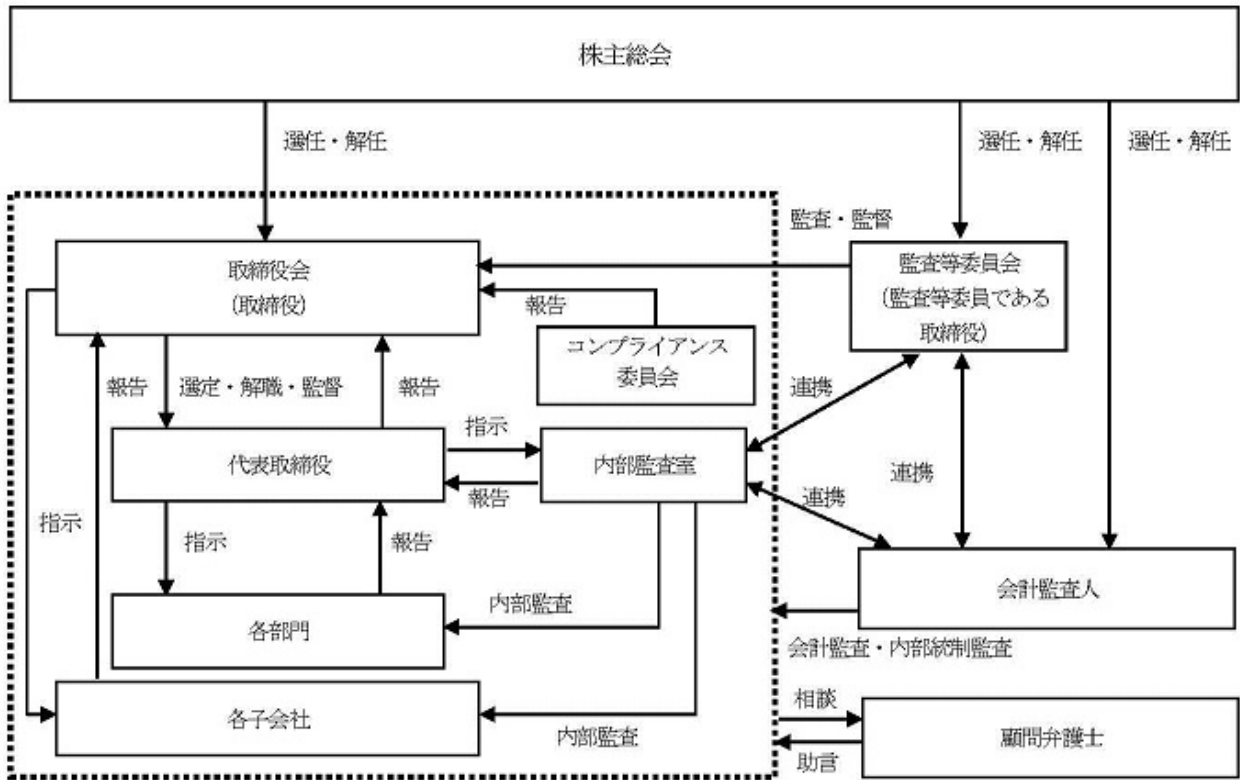 株主総会
選任・解任
選任・解任
選任・解任
監査・監督
取締役会
(取締役)
監査等委員会
(監査等委員である
取締役)
報告
コンプライアンス
委員会
報告
選定・解職・監督
報告
連携
指示
代表取締役
内部監査室
報告
連携
連携
指示
指示
報告
会計監査人
内部監査
各部門
会計監査・内部統制監査
各子会社
内部監査
相談
顧問弁護士
助言